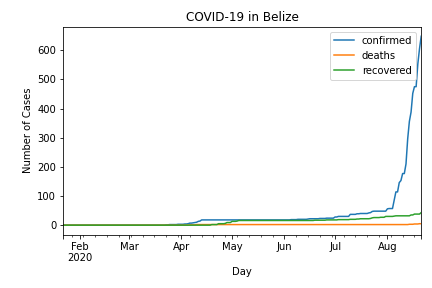 COVID-19 in Belize
confirmed
deaths
recovered
Number of Cases
600
500
400
300
200
100
0
Feb
2020
Mar
Apr
May
Jun
Jul
Aug
Day